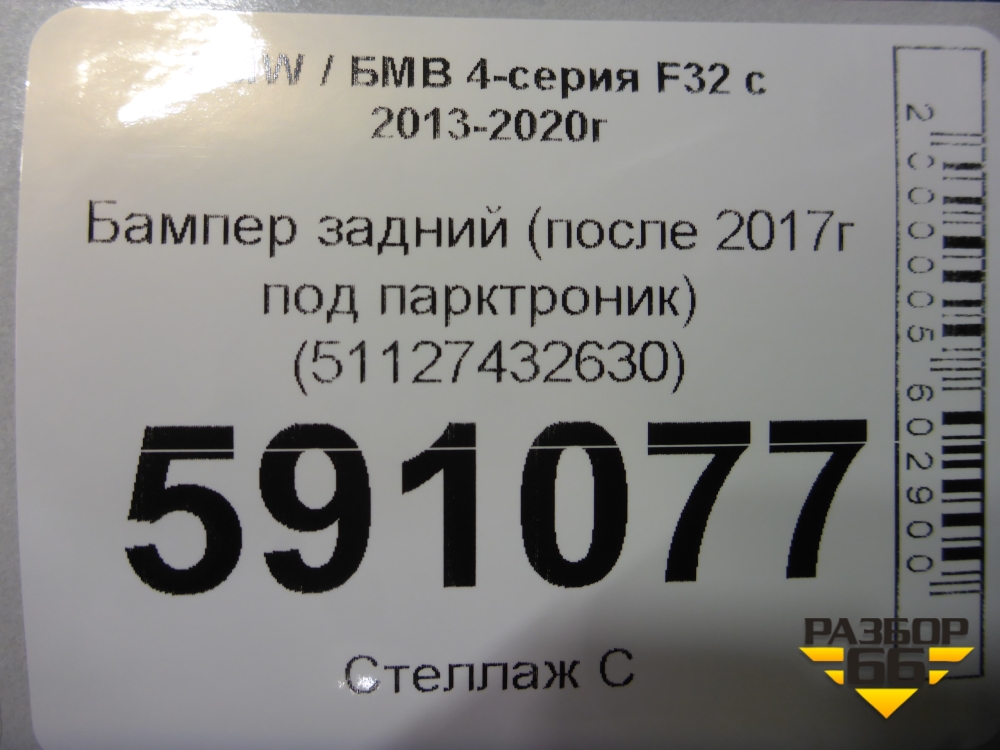 / БМВ 4-серия F32 с
2013-2020г
Бампер задний (после 2017г
под парктроник)
(51127432630)
591077
Стеллаж С
2000005602900
РАЗБОР
66